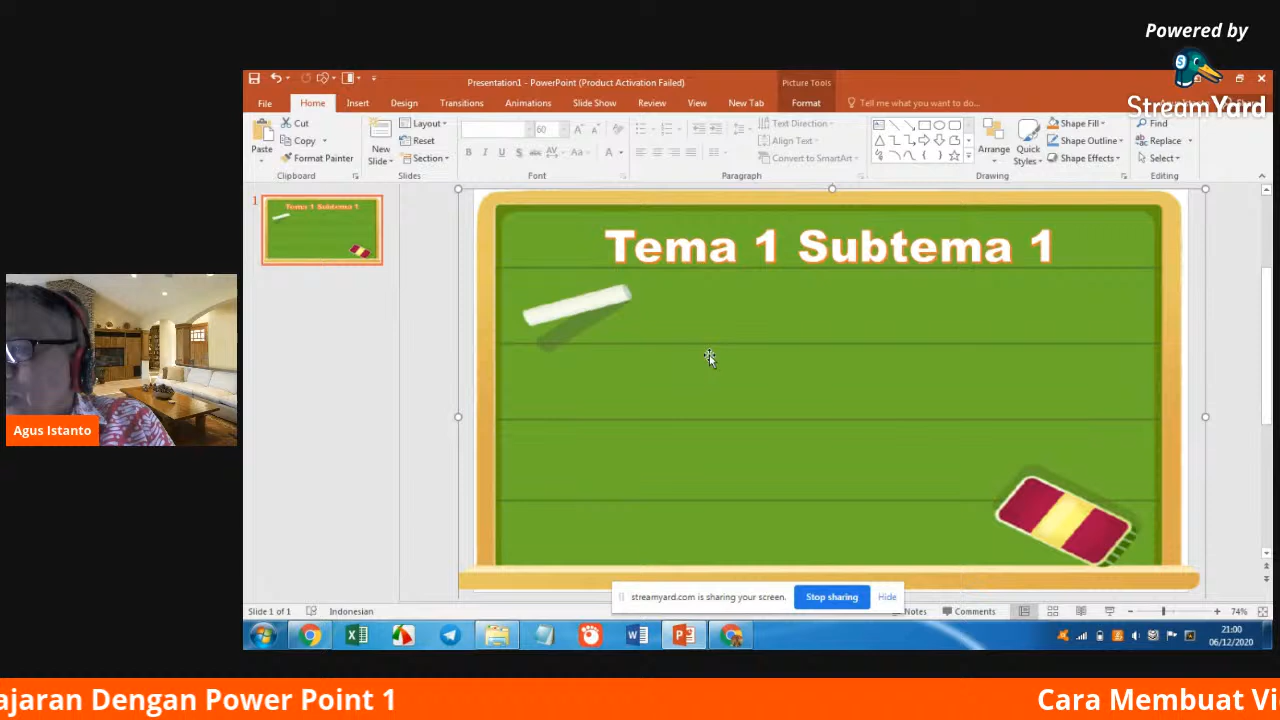 Powered by
StreamYard
Presentation1 - PowerPoint (Product Activation Failed)
Picture Tools
File
Home
Insert
Design
Transitions
Animations
Slide Show
Review
View
New Tab
Format
Tell me what you want to do...
Paste
Cut
Copy
Format Painter
Clipboard
New
Slide
Layout
Reset
Section
Slides
60
Font
Text Direction
Align Text
Convert to SmartArt
Paragraph
Arrange
Quick
Styles
Shape Fill
Shape Outline
Shape Effects
Drawing
Find
Replace
Select
Editing
1
Tema 1 Subtema 1
Tema 1 Subtema 1
Agus Istanto
streamyard.com is sharing your screen.
Stop sharing
Hide
Slide 1 of 1
Indonesian
Notes
Comments
74%
21:00
06/12/2020
ajaran Dengan Power Point 1
Cara Membuat Vi